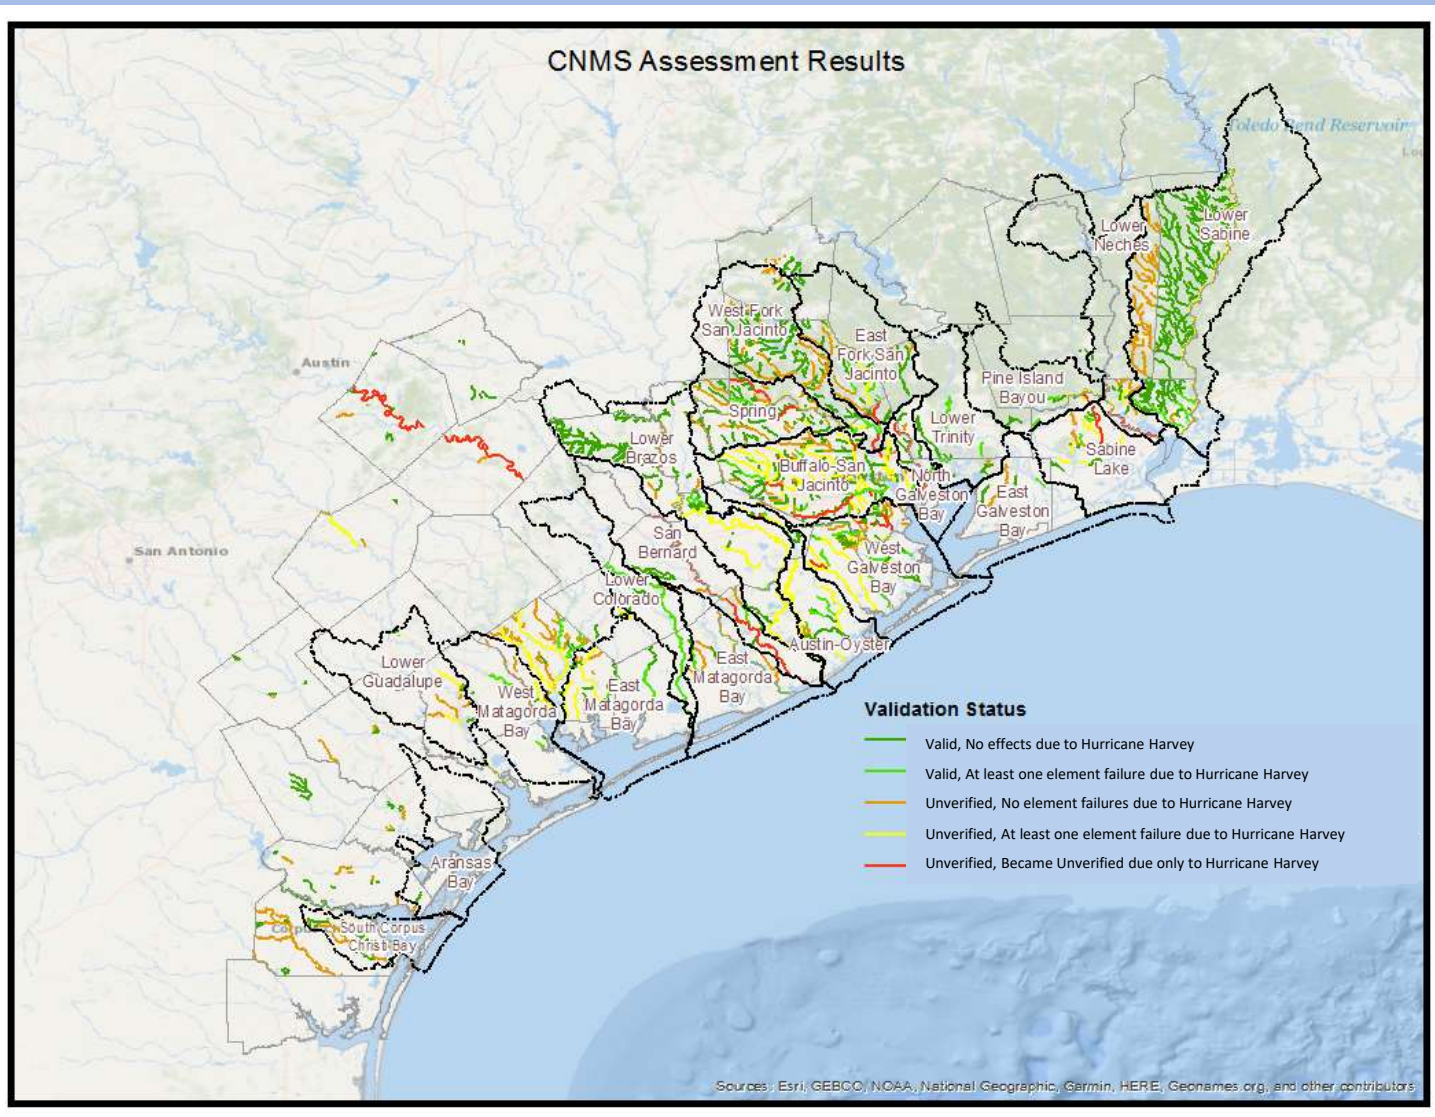 CNMS Assessment Results
Toledo Bend Reservoir
Lower
Neches
Lower
Sabine
West Fork
San Jacinto
East
Fork San
Jacinto
Austin
Pine Island
Bayou
Spring
Lower
Trinity
Lower
Brazos
Sabine
Lake
Buffalo-San
Jacinto
North
Galveston
Bay
East
Galveston
Bay
San Antonio
San
Bernard
West
Galveston
Bay
Lower
Colorado
Austin-Oyster
Lower
Guadalupe
East
Matagorda
Bay
East
Matagorda
Bay
West
Matagorda
Bay
Validation Status
Valid, No effects due to Hurricane Harvey
Valid, At least one element failure due to Hurricane Harvey
Unverified, No element failures due to Hurricane Harvey
Unverified, At least one element failure due to Hurricane Harvey
Unverified, Became Unverified due only to Hurricane Harvey
Aransas
Bay
South Corpus
Christi Bay
Sources: Esri, GEBCO, NOAA, National Geographic, Garmin, HERE, Geonames.org, and other contributors